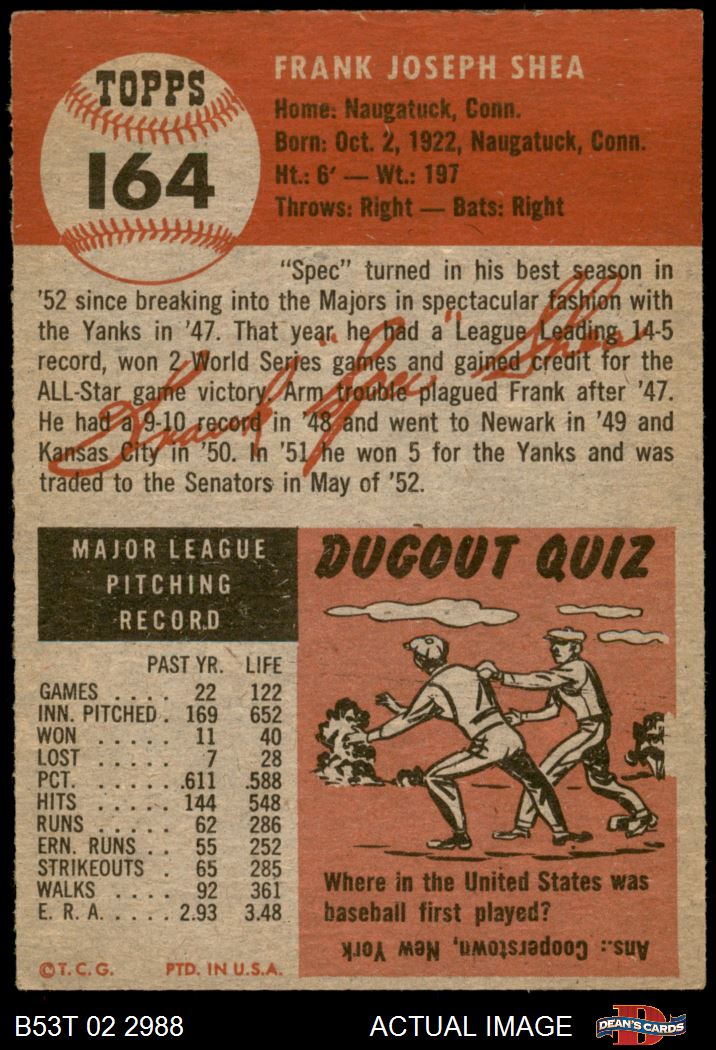 TOPPS
164
FRANK JOSEPH SHEA
Home: Naugatuck, Conn.
Born: Oct. 2, 1922, Naugatuck, Conn.
Ht.: 6' — Wt.: 197
Throws: Right — Bats: Right
"Spec" turned in his best season in
'52 since breaking into the Majors in spectacular fashion with
the Yanks in '47. That year he had a League Leading 14-5
record, won 2 World Series games and gained credit for the
ALL-Star game victory. Arm trouble plagued Frank after '47.
He had a 9-10 record in '48 and went to Newark in '49 and
Kansas City in '50. In '51 he won 5 for the Yanks and was
traded to the Senators in May of '52.
Frank "Spec" Shea
MAJOR LEAGUE
PITCHING
RECORD
PAST YR. LIFE
GAMES .... 22 122
INN. PITCHED . 169 652
WON ..... 11 40
LOST ..... 7 28
PCT. ..... .611 .588
HITS ..... 144 548
RUNS ..... 62 286
ERN. RUNS .. 55 252
STRIKEOUTS . 65 285
WALKS .... 92 361
E. R. A. .... 2.93 3.48
©T.C.G. PTD. IN U.S.A.
DUGOUT QUIZ
Where in the United States was
baseball first played?
Ans.: Cooperstown, New York
B53T 02 2988 ACTUAL IMAGE
D
DEAN'S CARDS